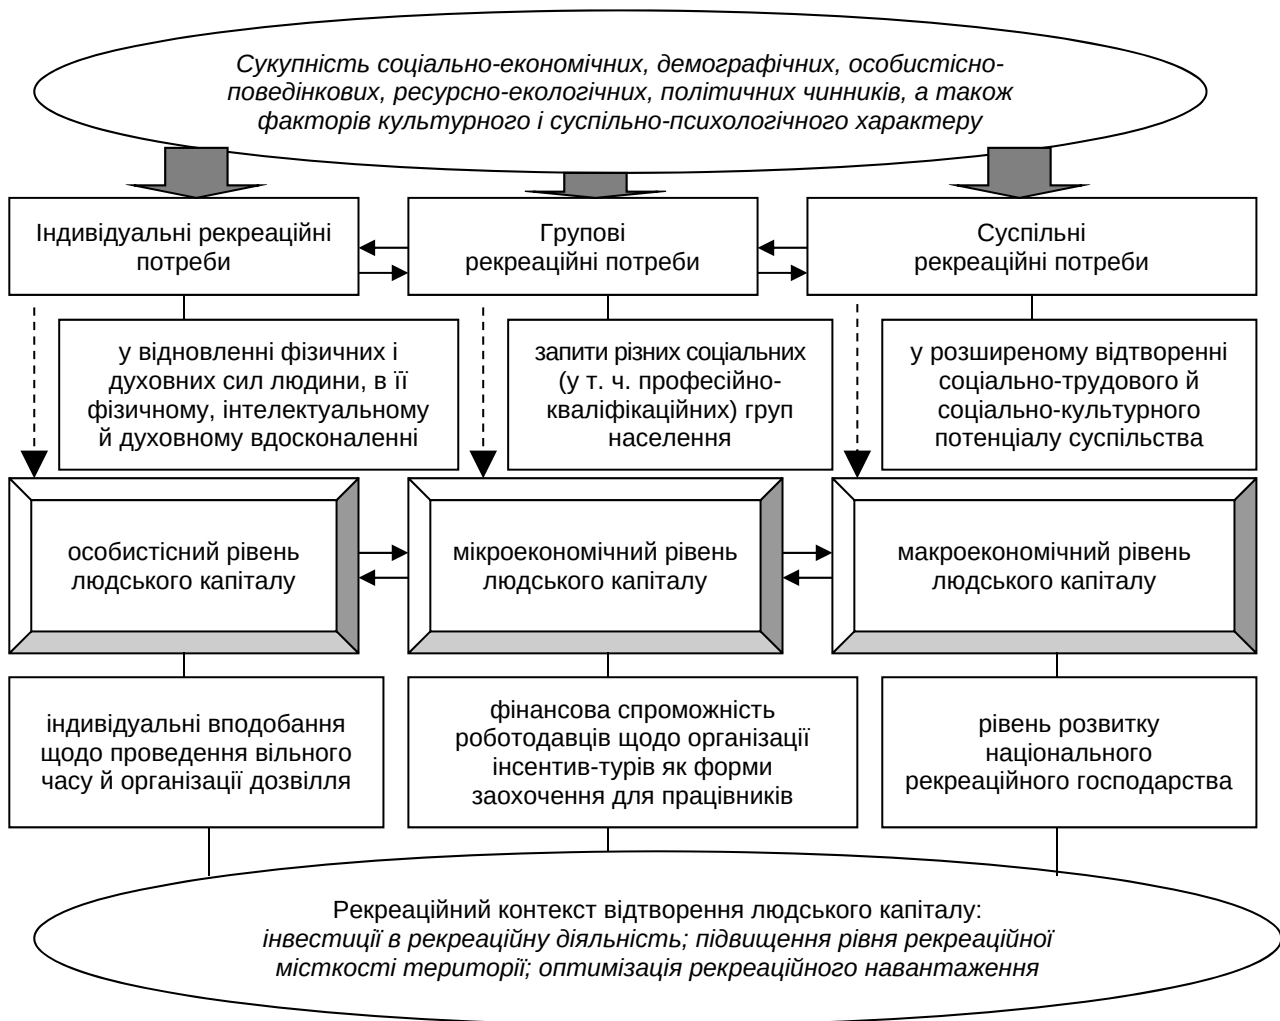 Сукупність соціально-економічних, демографічних, особистісно-
поведінкових, ресурсно-екологічних, політичних чинників, а також
факторів культурного і суспільно-психологічного характеру
Індивідуальні рекреаційні
потреби
Групові
рекреаційні потреби
Суспільні
рекреаційні потреби
у відновленні фізичних і
духовних сил людини, в її
фізичному, інтелектуальному
й духовному вдосконаленні
запити різних соціальних
(у т. ч. професійно-
кваліфікаційних) груп
населення
у розширеному відтворенні
соціально-трудового й
соціально-культурного
потенціалу суспільства
особистісний рівень
людського капіталу
мікроекономічний рівень
людського капіталу
макроекономічний рівень
людського капіталу
індивідуальні вподобання
щодо проведення вільного
часу й організації дозвілля
фінансова спроможність
роботодавців щодо організації
інсентив-турів як форми
заохочення для працівників
рівень розвитку
національного
рекреаційного господарства
Рекреаційний контекст відтворення людського капіталу:
інвестиції в рекреаційну діяльність; підвищення рівня рекреаційної
місткості території; оптимізація рекреаційного навантаження